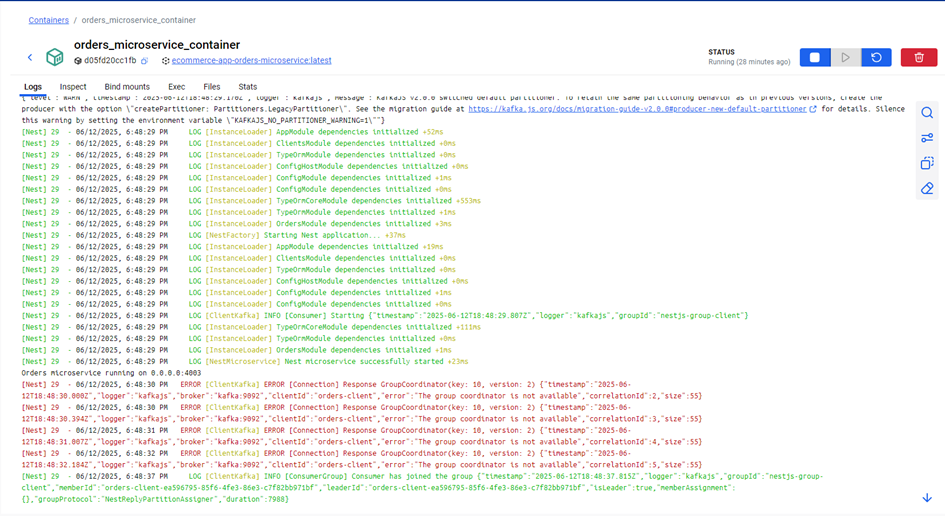 Containers / orders_microservice_container
orders_microservice_container
d05fd20cc1fb ecommerce-app-orders-microservice:latest
STATUS
Running (28 minutes ago)
Logs Inspect Bind mounts Exec Files Stats
{"level":"WARN","timestamp":"2025-06-12T18:48:29.170Z","logger":"kafkajs","message":"KafkaJS v2.0.0 switched default partitioner. To retain the same partitioning behavior as in previous versions, create the
producer with the option \"createPartitioner: Partitioners.LegacyPartitioner\". See the migration guide at https://kafka.js.org/docs/migration-guide-v2.0.0#producer-new-default-partitioner for details. Silence
this warning by setting the environment variable \"KAFKAJS_NO_PARTITIONER_WARNING=1\""}
[Nest] 29 - 06/12/2025, 6:48:29 PM LOG [InstanceLoader] AppModule dependencies initialized +52ms
[Nest] 29 - 06/12/2025, 6:48:29 PM LOG [InstanceLoader] ClientsModule dependencies initialized +0ms
[Nest] 29 - 06/12/2025, 6:48:29 PM LOG [InstanceLoader] TypeOrmModule dependencies initialized +0ms
[Nest] 29 - 06/12/2025, 6:48:29 PM LOG [InstanceLoader] ConfigHostModule dependencies initialized +0ms
[Nest] 29 - 06/12/2025, 6:48:29 PM LOG [InstanceLoader] ConfigModule dependencies initialized +1ms
[Nest] 29 - 06/12/2025, 6:48:29 PM LOG [InstanceLoader] ConfigModule dependencies initialized +0ms
[Nest] 29 - 06/12/2025, 6:48:29 PM LOG [InstanceLoader] TypeOrmCoreModule dependencies initialized +553ms
[Nest] 29 - 06/12/2025, 6:48:29 PM LOG [InstanceLoader] TypeOrmModule dependencies initialized +1ms
[Nest] 29 - 06/12/2025, 6:48:29 PM LOG [InstanceLoader] OrdersModule dependencies initialized +3ms
[Nest] 29 - 06/12/2025, 6:48:29 PM LOG [NestFactory] Starting Nest application... +37ms
[Nest] 29 - 06/12/2025, 6:48:29 PM LOG [InstanceLoader] AppModule dependencies initialized +19ms
[Nest] 29 - 06/12/2025, 6:48:29 PM LOG [InstanceLoader] ClientsModule dependencies initialized +0ms
[Nest] 29 - 06/12/2025, 6:48:29 PM LOG [InstanceLoader] TypeOrmModule dependencies initialized +0ms
[Nest] 29 - 06/12/2025, 6:48:29 PM LOG [InstanceLoader] ConfigHostModule dependencies initialized +0ms
[Nest] 29 - 06/12/2025, 6:48:29 PM LOG [InstanceLoader] ConfigModule dependencies initialized +1ms
[Nest] 29 - 06/12/2025, 6:48:29 PM LOG [InstanceLoader] ConfigModule dependencies initialized +0ms
[Nest] 29 - 06/12/2025, 6:48:29 PM LOG [ClientKafka] INFO [Consumer] Starting {"timestamp":"2025-06-12T18:48:29.807Z","logger":"kafkajs","groupId":"nestjs-group-client"}
[Nest] 29 - 06/12/2025, 6:48:29 PM LOG [InstanceLoader] TypeOrmCoreModule dependencies initialized +111ms
[Nest] 29 - 06/12/2025, 6:48:29 PM LOG [InstanceLoader] TypeOrmModule dependencies initialized +0ms
[Nest] 29 - 06/12/2025, 6:48:29 PM LOG [InstanceLoader] OrdersModule dependencies initialized +1ms
[Nest] 29 - 06/12/2025, 6:48:29 PM LOG [NestMicroservice] Nest microservice successfully started +23ms
Orders microservice running on 0.0.0.0:4003
[Nest] 29 - 06/12/2025, 6:48:30 PM ERROR [ClientKafka] ERROR [Connection] Response GroupCoordinator(key: 10, version: 2) {"timestamp":"2025-06-
12T18:48:30.000Z","logger":"kafkajs","broker":"kafka:9092","clientId":"orders-client","error":"The group coordinator is not available","correlationId":2,"size":55}
[Nest] 29 - 06/12/2025, 6:48:30 PM ERROR [ClientKafka] ERROR [Connection] Response GroupCoordinator(key: 10, version: 2) {"timestamp":"2025-06-
12T18:48:30.394Z","logger":"kafkajs","broker":"kafka:9092","clientId":"orders-client","error":"The group coordinator is not available","correlationId":3,"size":55}
[Nest] 29 - 06/12/2025, 6:48:31 PM ERROR [ClientKafka] ERROR [Connection] Response GroupCoordinator(key: 10, version: 2) {"timestamp":"2025-06-
12T18:48:31.007Z","logger":"kafkajs","broker":"kafka:9092","clientId":"orders-client","error":"The group coordinator is not available","correlationId":4,"size":55}
[Nest] 29 - 06/12/2025, 6:48:32 PM ERROR [ClientKafka] ERROR [Connection] Response GroupCoordinator(key: 10, version: 2) {"timestamp":"2025-06-
12T18:48:32.184Z","logger":"kafkajs","broker":"kafka:9092","clientId":"orders-client","error":"The group coordinator is not available","correlationId":5,"size":55}
[Nest] 29 - 06/12/2025, 6:48:37 PM LOG [ClientKafka] INFO [ConsumerGroup] Consumer has joined the group {"timestamp":"2025-06-12T18:48:37.815Z","logger":"kafkajs","groupId":"nestjs-group-
client","memberId":"orders-client-ea596795-85f6-4fe3-86e3-c7f82bb971bf","leaderId":"orders-client-ea596795-85f6-4fe3-86e3-c7f82bb971bf","isLeader":true,"memberAssignment":
{},"groupProtocol":"NestReplyPartitionAssigner","duration":7988}